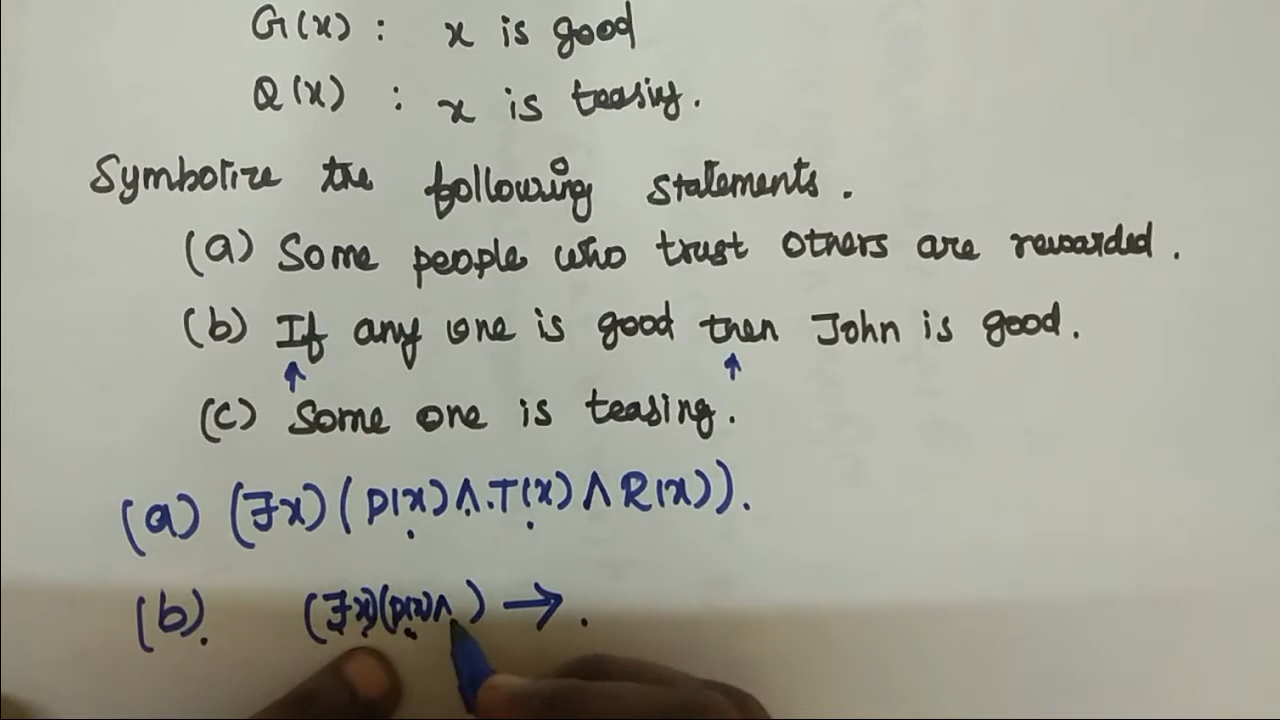 G(x) : x is good
Q(x) : x is teasing.
Symbolize the following statements.
(a) Some people who trust others are rewarded.
(b) If any one is good then John is good.
(c) Some one is teasing.
(a) (∃x) (P(x) ∧ T(x) ∧ R(x)).
(b). (∃x)(P(x) ∧ ) → .